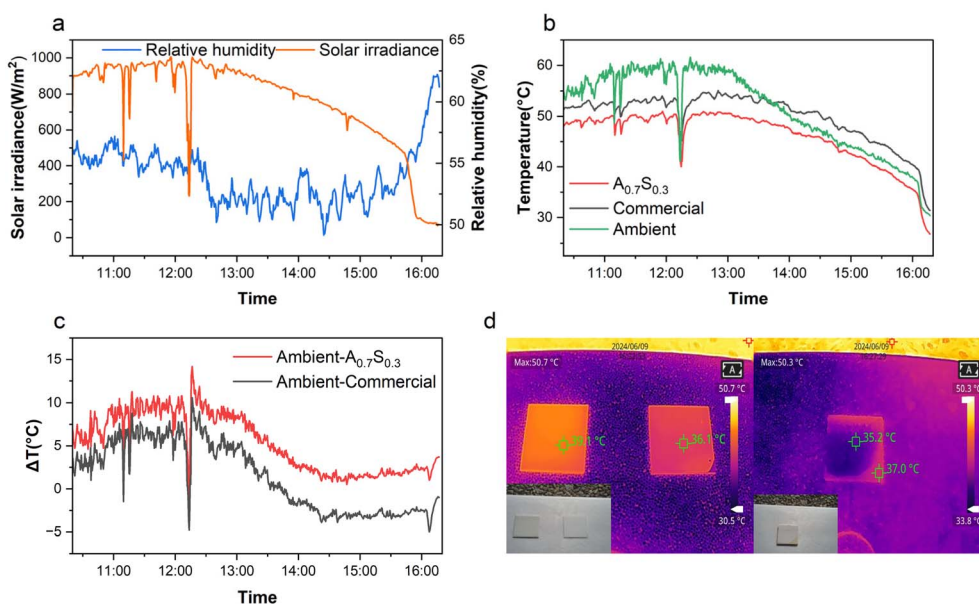 a
Relative humidity
Solar irradiance
Solar irradiance(W/m²)
1000
800
600
400
200
0
65
60
55
50
Relative humidity(%)
11:00
12:00
13:00
14:00
15:00
16:00
Time
b
Temperature(°C)
60
50
40
30
A₀.₇S₀.₃
Commercial
Ambient
11:00
12:00
13:00
14:00
15:00
16:00
Time
c
ΔT(°C)
15
10
5
0
−5
Ambient-A₀.₇S₀.₃
Ambient-Commercial
11:00
12:00
13:00
14:00
15:00
16:00
Time
d
2024/06/09
Max:50.7 °C
A
50.7 °C
36.1 °C
30.5 °C
2024/06/09
Max:50.3 °C
A
50.3 °C
35.2 °C
37.0 °C
33.8 °C